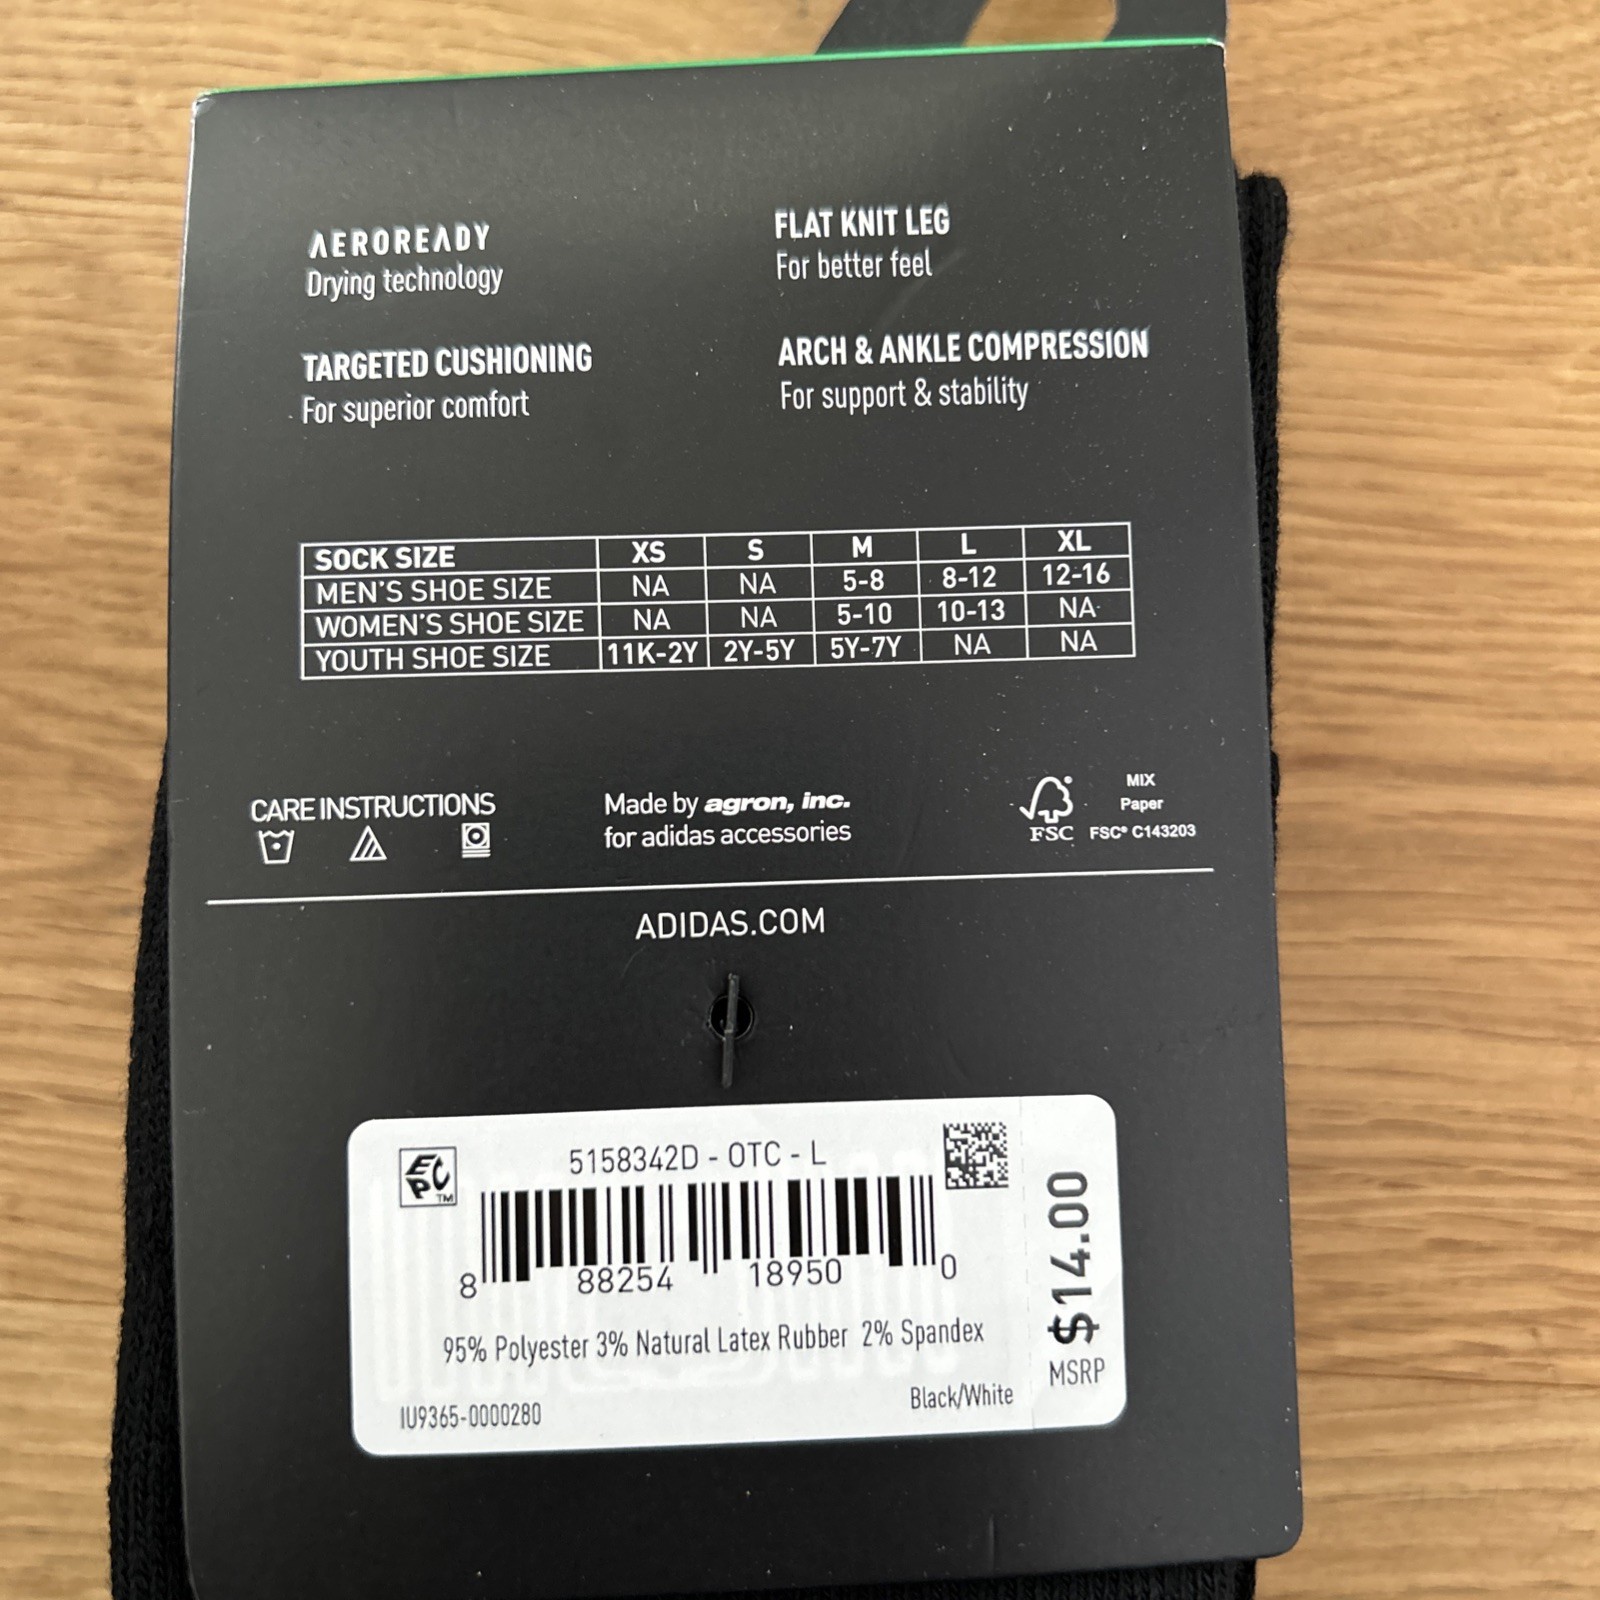 AEROREADY
Drying technology
FLAT KNIT LEG
For better feel
TARGETED CUSHIONING
For superior comfort
ARCH & ANKLE COMPRESSION
For support & stability
SOCK SIZE XS S M L XL
MEN'S SHOE SIZE NA NA 5-8 8-12 12-16
WOMEN'S SHOE SIZE NA NA 5-10 10-13 NA
YOUTH SHOE SIZE 11K-2Y 2Y-5Y 5Y-7Y NA NA
CARE INSTRUCTIONS
Made by agron, inc.
for adidas accessories
FSC
MIX
Paper
FSC® C143203
ADIDAS.COM
EPC™
5158342D - OTC - L
8 88254 18950 0
95% Polyester 3% Natural Latex Rubber 2% Spandex
IU9365-0000280
Black/White
$14.00
MSRP